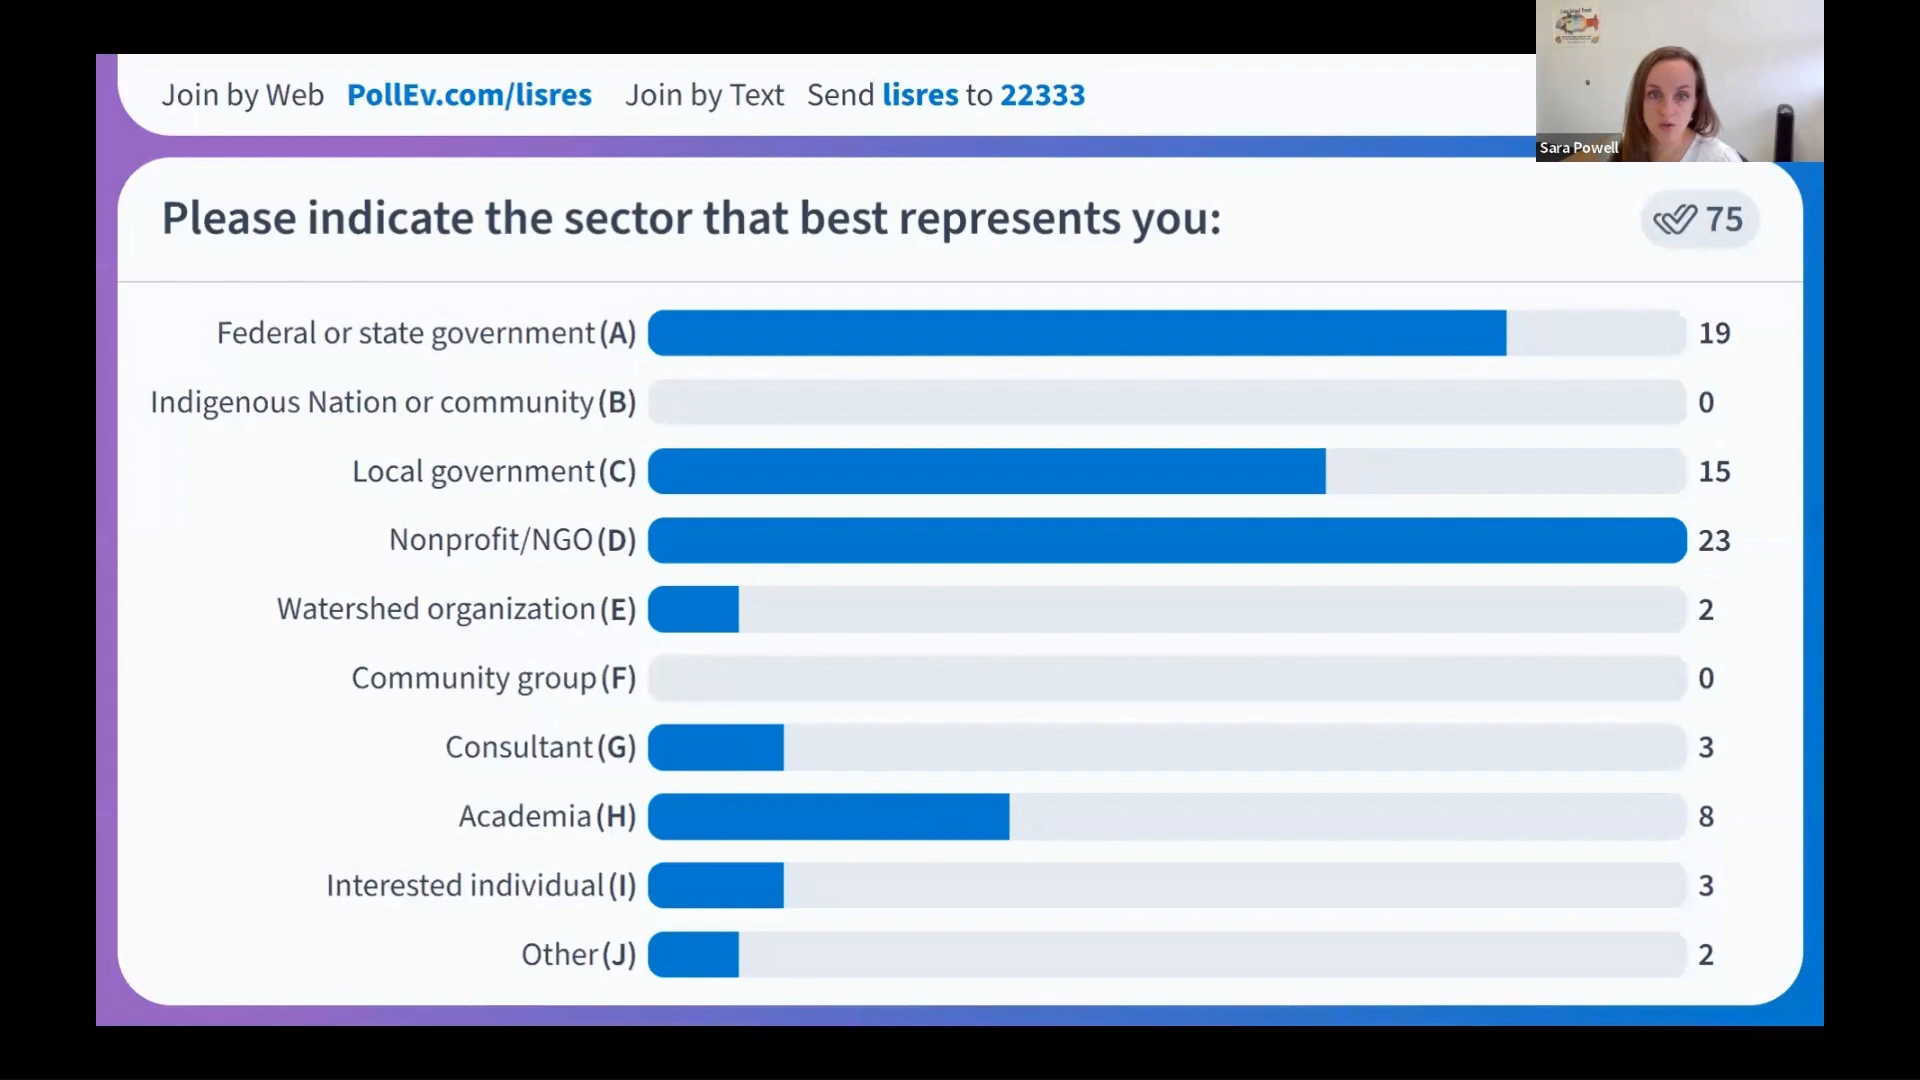 Join by Web PollEv.com/lisres Join by Text Send lisres to 22333
Sara Powell
Please indicate the sector that best represents you:
75
Federal or state government (A) 19
Indigenous Nation or community (B) 0
Local government (C) 15
Nonprofit/NGO (D) 23
Watershed organization (E) 2
Community group (F) 0
Consultant (G) 3
Academia (H) 8
Interested individual (I) 3
Other (J) 2